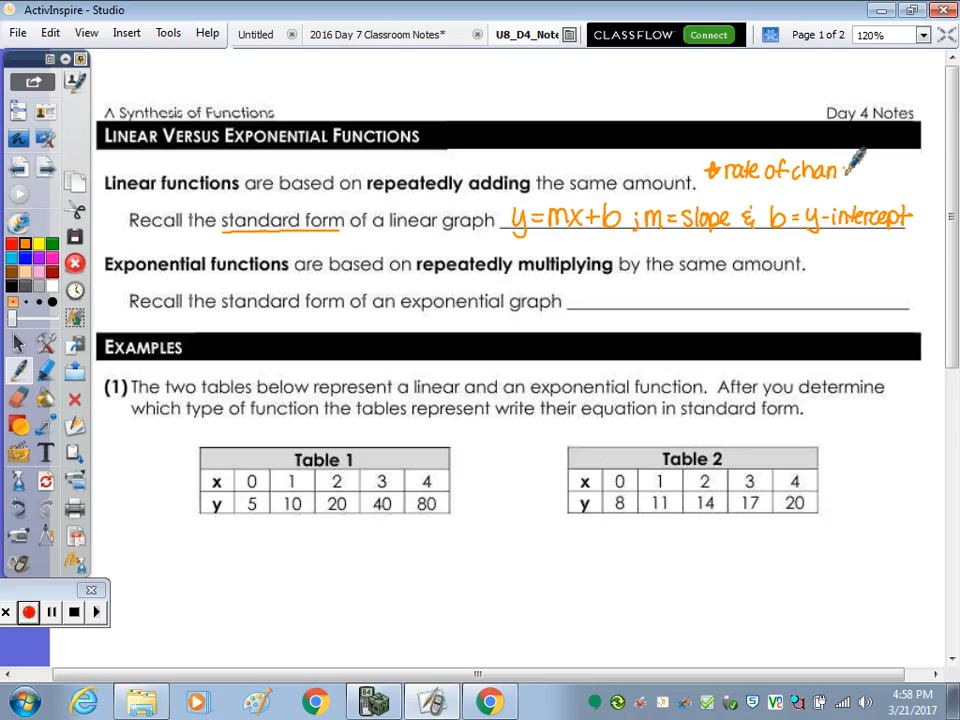 ActivInspire - Studio
File Edit View Insert Tools Help Untitled 2016 Day 7 Classroom Notes* U8_D4_Note CLASSFLOW Connect Page 1 of 2 120%
A Synthesis of Functions Day 4 Notes
LINEAR VERSUS EXPONENTIAL FUNCTIONS
Linear functions are based on repeatedly adding the same amount. rate of chan
Recall the standard form of a linear graph y=mx+b ; m=slope & b=y-intercept
Exponential functions are based on repeatedly multiplying by the same amount.
Recall the standard form of an exponential graph
EXAMPLES
(1) The two tables below represent a linear and an exponential function. After you determine
which type of function the tables represent write their equation in standard form.
Table 1
x 0 1 2 3 4
y 5 10 20 40 80
Table 2
x 0 1 2 3 4
y 8 11 14 17 20
4:58 PM
3/21/2017